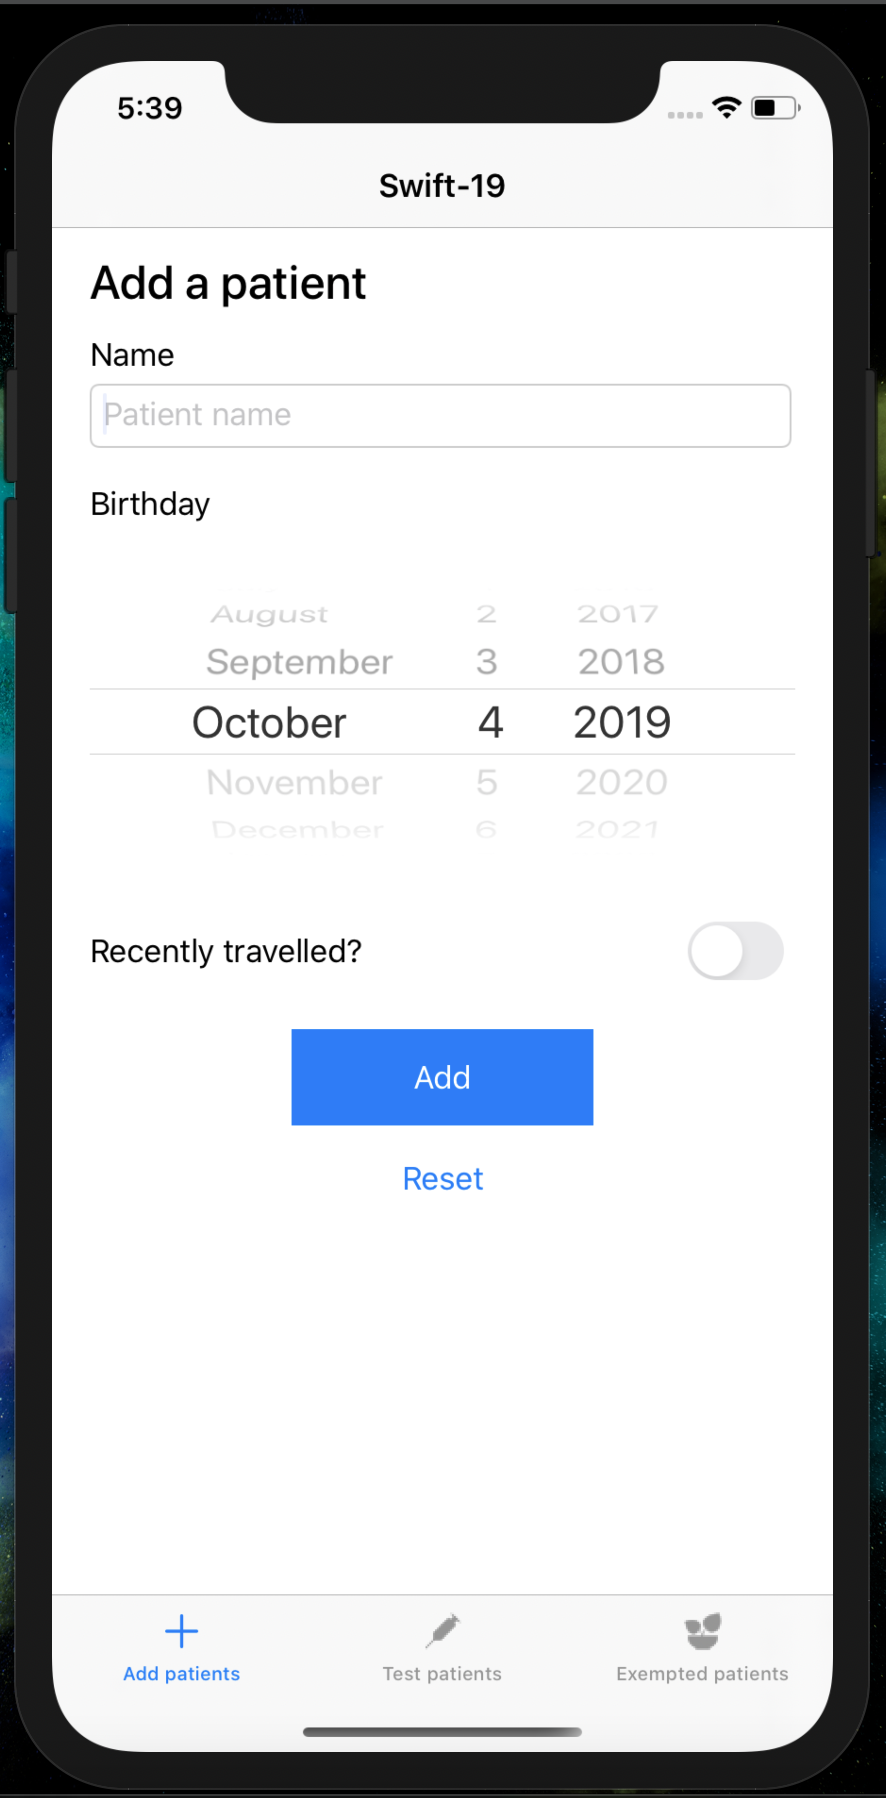 5:39
Swift-19
Add a patient
Name
Patient name
Birthday
August 2 2017
September 3 2018
October 4 2019
November 5 2020
December 6 2021
Recently travelled?
Add
Reset
Add patients Test patients Exempted patients